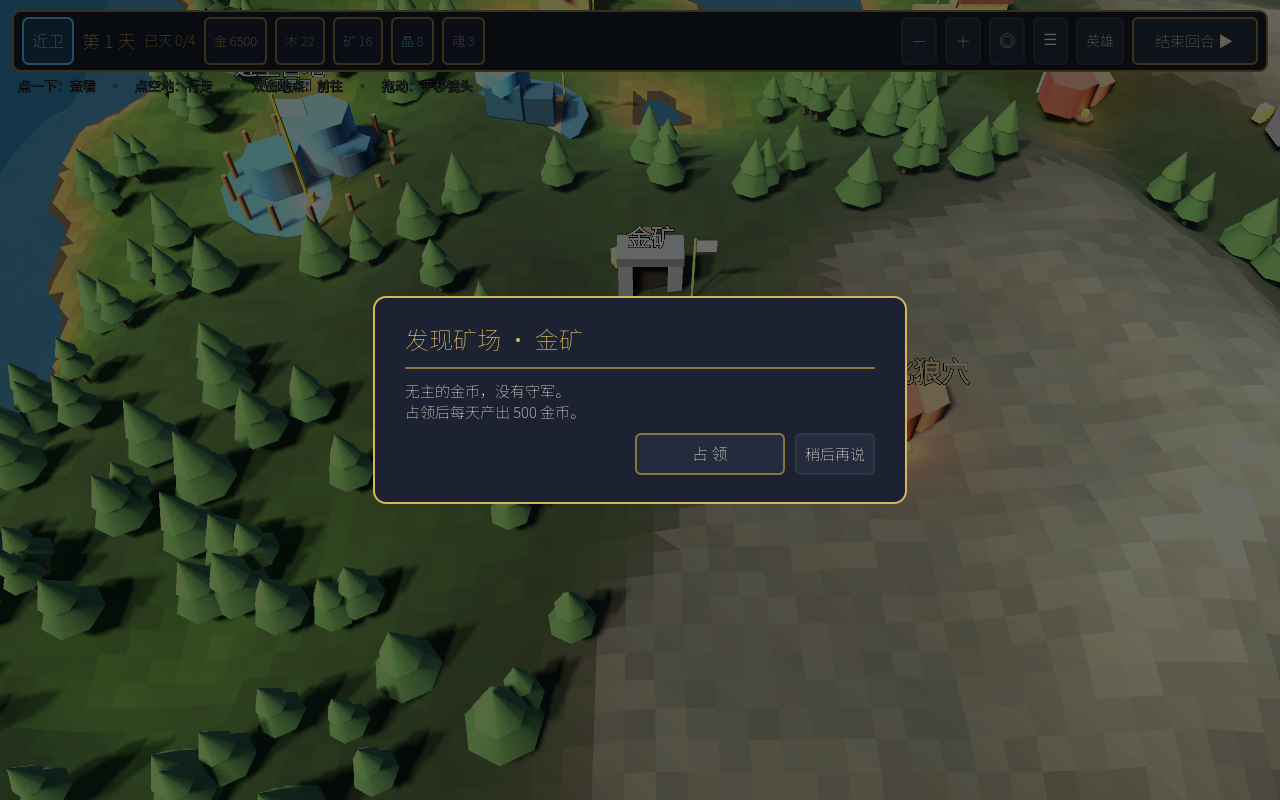 近卫 第 1 天 已灭 0/4 金 6500 木 22 矿 16 晶 8 魂 3 − + ◎ ☰ 英雄 结束回合 ▶
点一下：查看 · 点空地：行走 · 前往 · 拖动：平移镜头
金矿
狼穴
发现矿场 · 金矿
无主的金币，没有守军。
占领后每天产出 500 金币。
占 领 稍后再说